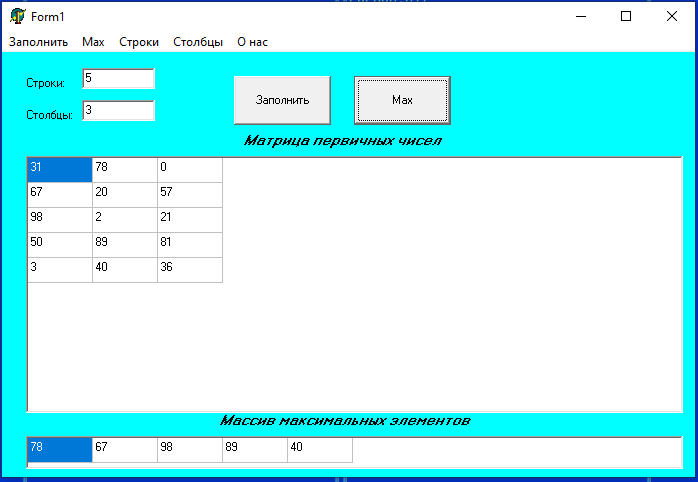 Form1
Заполнить Max Строки Столбцы О нас
Строки: 5
Заполнить Max
Столбцы: 3
Матрица первичных чисел
31 78 0
67 20 57
98 2 21
50 89 81
3 40 36
Массив максимальных элементов
78 67 98 89 40